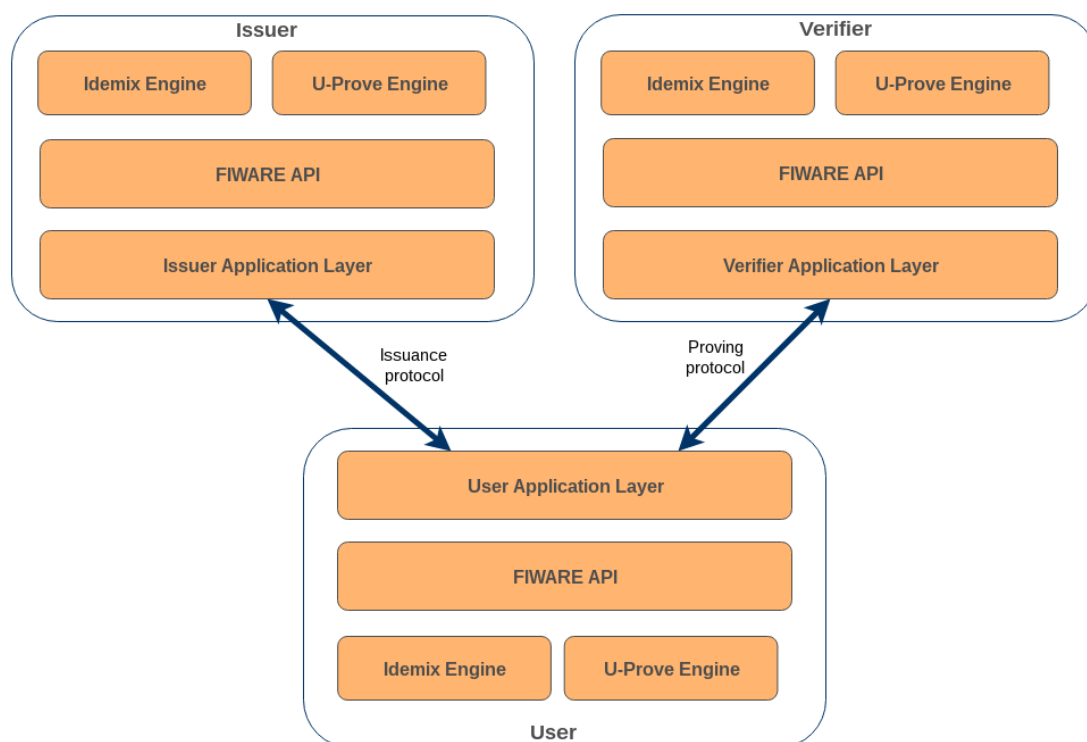 Issuer
Idemix Engine
U-Prove Engine
FIWARE API
Issuer Application Layer
Verifier
Idemix Engine
U-Prove Engine
FIWARE API
Verifier Application Layer
Issuance
protocol
Proving
protocol
User Application Layer
FIWARE API
Idemix Engine
U-Prove Engine
User